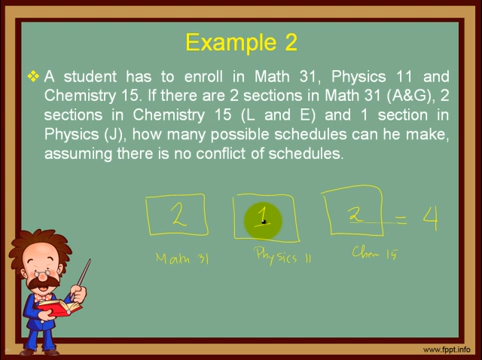 Example 2
A student has to enroll in Math 31, Physics 11 and
Chemistry 15. If there are 2 sections in Math 31 (A&G), 2
sections in Chemistry 15 (L and E) and 1 section in
Physics (J), how many possible schedules can he make,
assuming there is no conflict of schedules.
2 1 2 = 4
Math 31 Physics 11 Chem 15
www.fppt.info